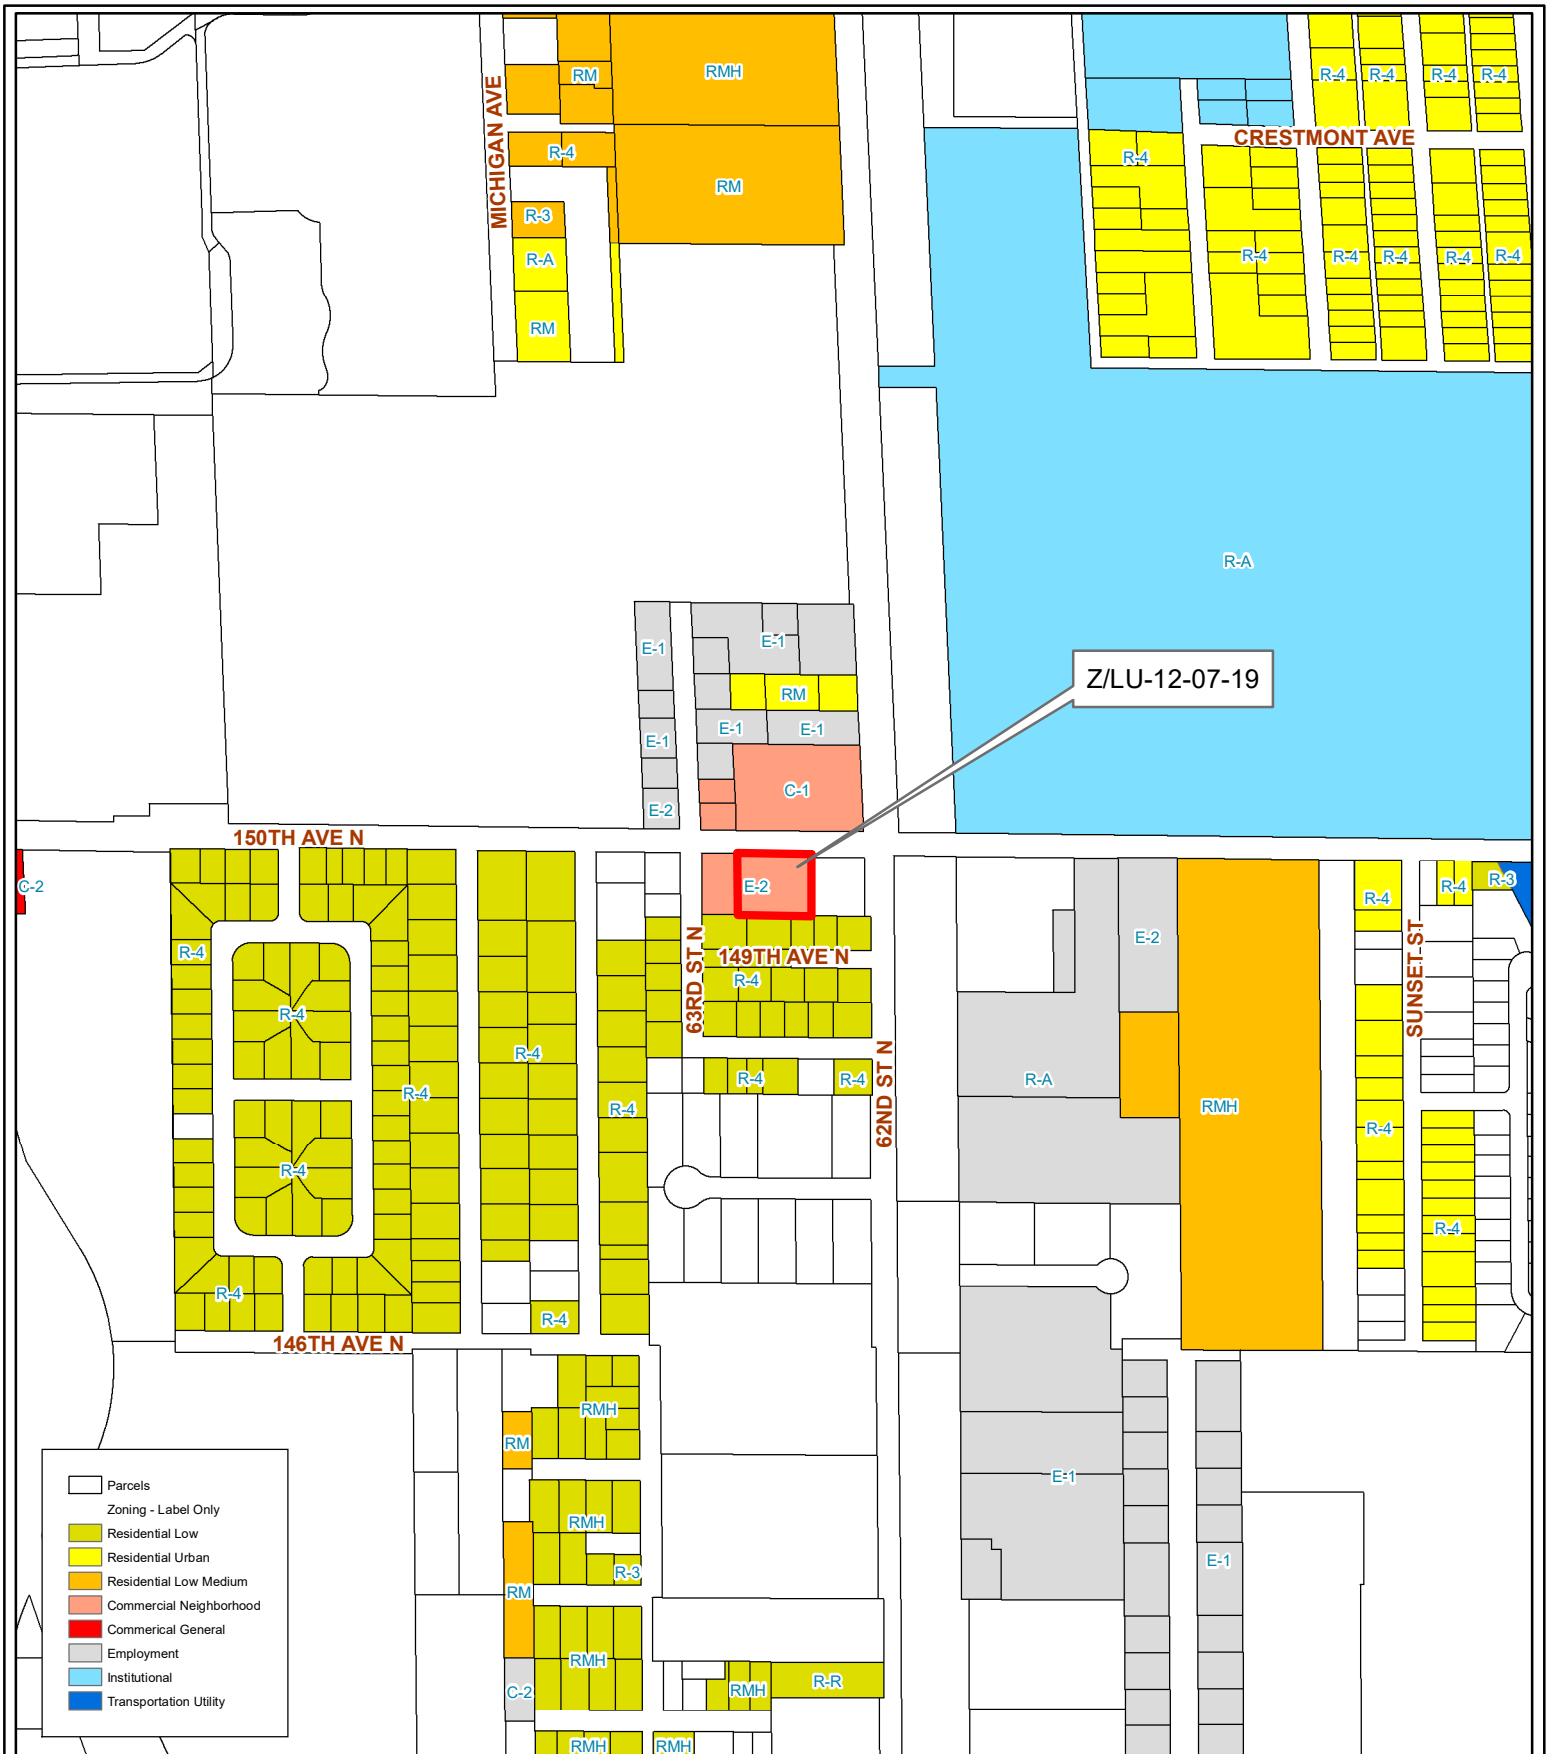 RM
RMH
R-4
R-4
R-4
R-4
MICHIGAN AVE
CRESTMONT AVE
R-4
R-4
RM
R-3
R-A
R-4
R-4
R-4
R-4
R-4
RM
R-A
E-1
E-1
Z/LU-12-07-19
RM
E-1
E-1
E-1
C-1
E-2
150TH AVE N
C-2
E-2
R-4
R-4
R-3
R-4
E-2
SUNSET ST
63RD ST N
149TH AVE N
R-4
R-4
R-4
R-4
R-4
62ND ST N
R-4
R-4
R-A
R-4
RMH
R-4
R-4
R-4
R-4
R-4
R-4
146TH AVE N
RMH
RM
E-1
Parcels
Zoning - Label Only
Residential Low
Residential Urban
Residential Low Medium
Commercial Neighborhood
Commerical General
Employment
Institutional
Transportation Utility
RMH
E-1
R-3
RM
RMH
R-R
C-2
RMH
RMH
RMH